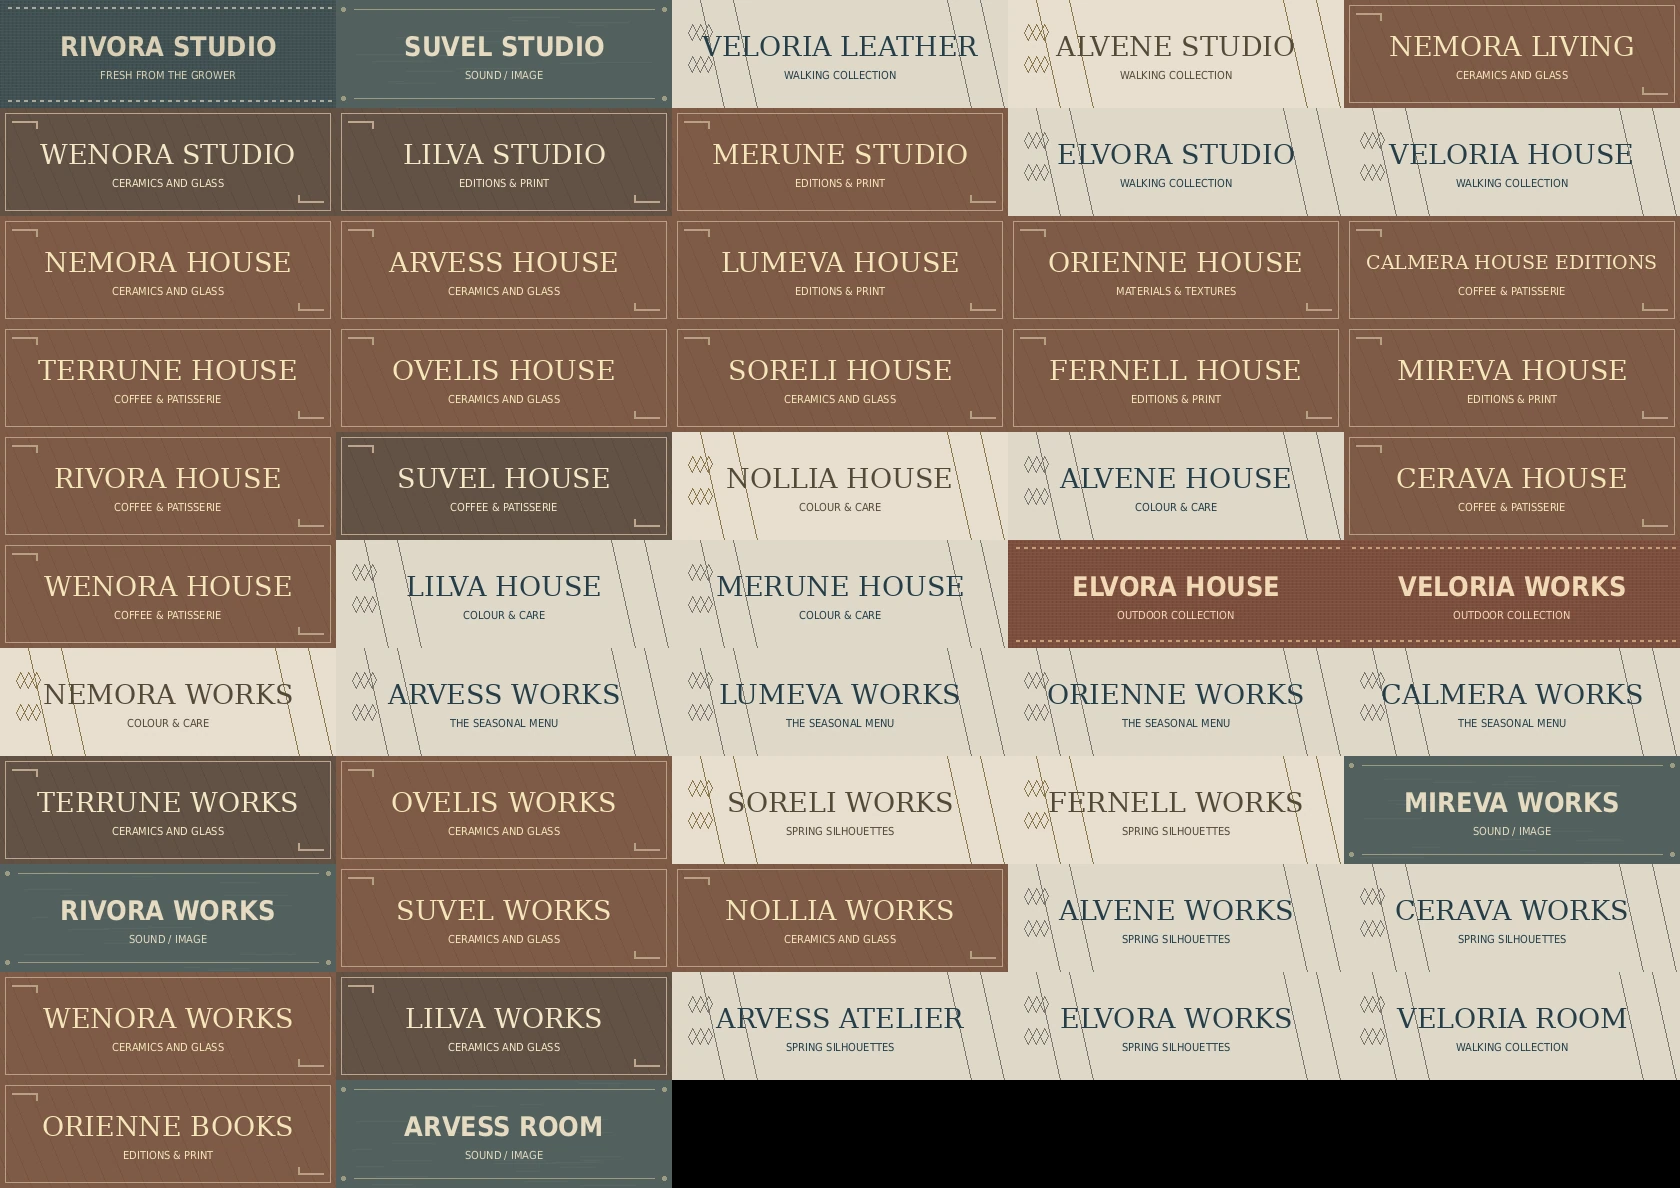 RIVORA STUDIO
FRESH FROM THE GROWER
SUVEL STUDIO
SOUND / IMAGE
VELORIA LEATHER
WALKING COLLECTION
ALVENE STUDIO
WALKING COLLECTION
NEMORA LIVING
CERAMICS AND GLASS
WENORA STUDIO
CERAMICS AND GLASS
LILVA STUDIO
EDITIONS & PRINT
MERUNE STUDIO
EDITIONS & PRINT
ELVORA STUDIO
WALKING COLLECTION
VELORIA HOUSE
WALKING COLLECTION
NEMORA HOUSE
CERAMICS AND GLASS
ARVESS HOUSE
CERAMICS AND GLASS
LUMEVA HOUSE
EDITIONS & PRINT
ORIENNE HOUSE
MATERIALS & TEXTURES
CALMERA HOUSE EDITIONS
COFFEE & PATISSERIE
TERRUNE HOUSE
COFFEE & PATISSERIE
OVELIS HOUSE
CERAMICS AND GLASS
SORELI HOUSE
CERAMICS AND GLASS
FERNELL HOUSE
EDITIONS & PRINT
MIREVA HOUSE
EDITIONS & PRINT
RIVORA HOUSE
COFFEE & PATISSERIE
SUVEL HOUSE
COFFEE & PATISSERIE
NOLLIA HOUSE
COLOUR & CARE
ALVENE HOUSE
COLOUR & CARE
CERAVA HOUSE
COFFEE & PATISSERIE
WENORA HOUSE
COFFEE & PATISSERIE
LILVA HOUSE
COLOUR & CARE
MERUNE HOUSE
COLOUR & CARE
ELVORA HOUSE
OUTDOOR COLLECTION
VELORIA WORKS
OUTDOOR COLLECTION
NEMORA WORKS
COLOUR & CARE
ARVESS WORKS
THE SEASONAL MENU
LUMEVA WORKS
THE SEASONAL MENU
ORIENNE WORKS
THE SEASONAL MENU
CALMERA WORKS
THE SEASONAL MENU
TERRUNE WORKS
CERAMICS AND GLASS
OVELIS WORKS
CERAMICS AND GLASS
SORELI WORKS
SPRING SILHOUETTES
FERNELL WORKS
SPRING SILHOUETTES
MIREVA WORKS
SOUND / IMAGE
RIVORA WORKS
SOUND / IMAGE
SUVEL WORKS
CERAMICS AND GLASS
NOLLIA WORKS
CERAMICS AND GLASS
ALVENE WORKS
SPRING SILHOUETTES
CERAVA WORKS
SPRING SILHOUETTES
WENORA WORKS
CERAMICS AND GLASS
LILVA WORKS
CERAMICS AND GLASS
ARVESS ATELIER
SPRING SILHOUETTES
ELVORA WORKS
SPRING SILHOUETTES
VELORIA ROOM
WALKING COLLECTION
ORIENNE BOOKS
EDITIONS & PRINT
ARVESS ROOM
SOUND / IMAGE